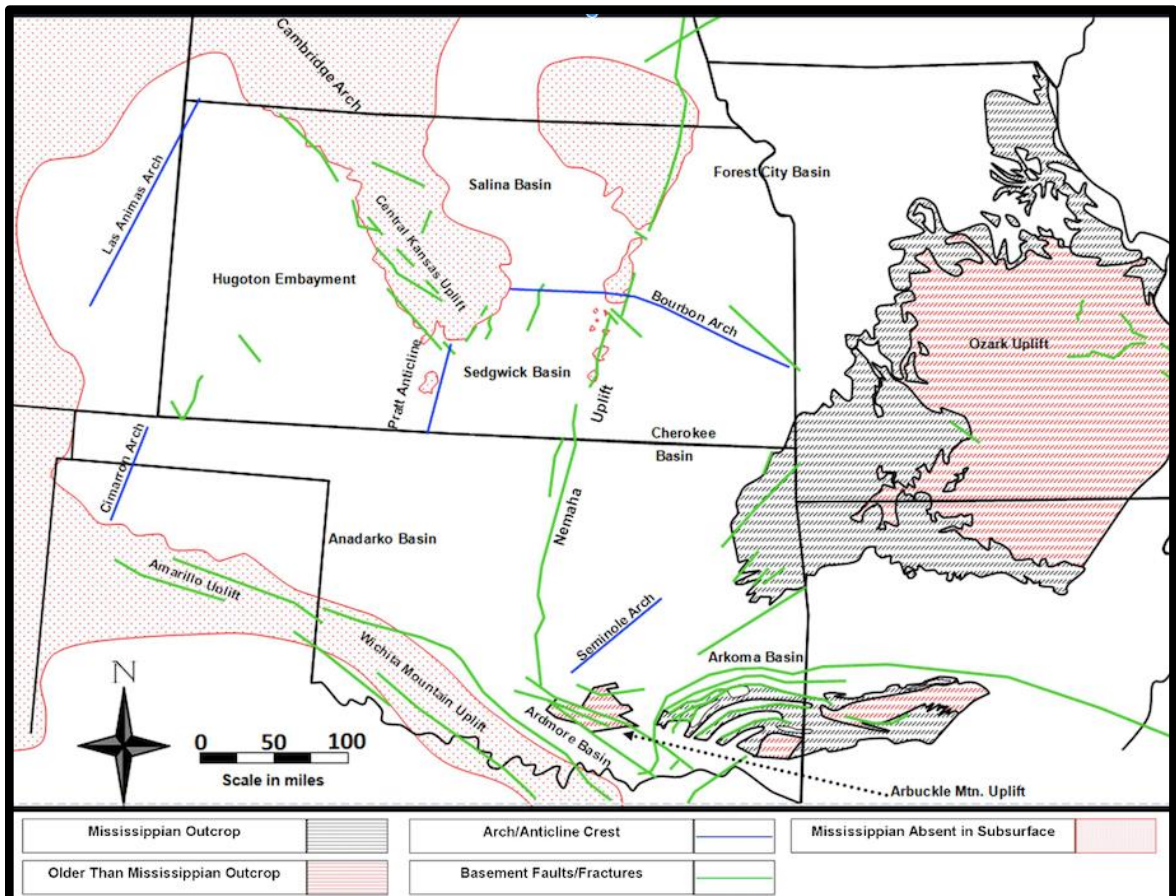 Cambridge Arch
Las Animas Arch
Salina Basin
Forest City Basin
Central Kansas Uplift
Hugoton Embayment
Bourbon Arch
Ozark Uplift
Pratt Anticline
Sedgwick Basin
Uplift
Cherokee
Basin
Cimarron Arch
Nemaha
Anadarko Basin
Amarillo Uplift
Seminole Arch
Wichita Mountain Uplift
Arkoma Basin
Ardmore Basin
N
0 50 100
Scale in miles
Arbuckle Mtn. Uplift
Mississippian Outcrop
Arch/Anticline Crest
Mississippian Absent in Subsurface
Older Than Mississippian Outcrop
Basement Faults/Fractures